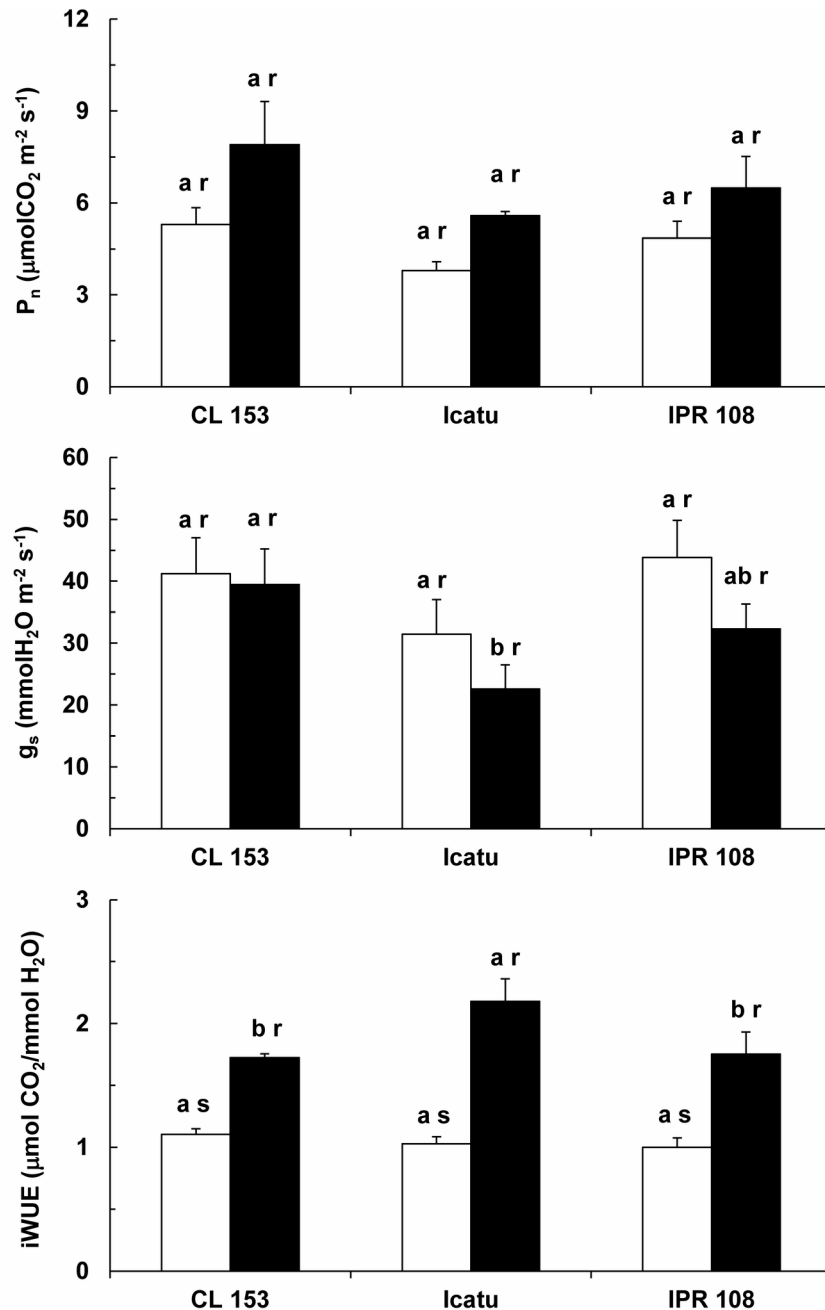 12
9
6
3
0
Pₙ (μmolCO₂ m⁻² s⁻¹)
a r
a r
a r
a r
a r
a r
CL 153
Icatu
IPR 108
60
50
40
30
20
10
0
gₛ (mmolH₂O m⁻² s⁻¹)
a r
a r
a r
b r
a r
ab r
CL 153
Icatu
IPR 108
3
2
1
0
iWUE (μmol CO₂/mmol H₂O)
a s
b r
a s
a r
a s
b r
CL 153
Icatu
IPR 108